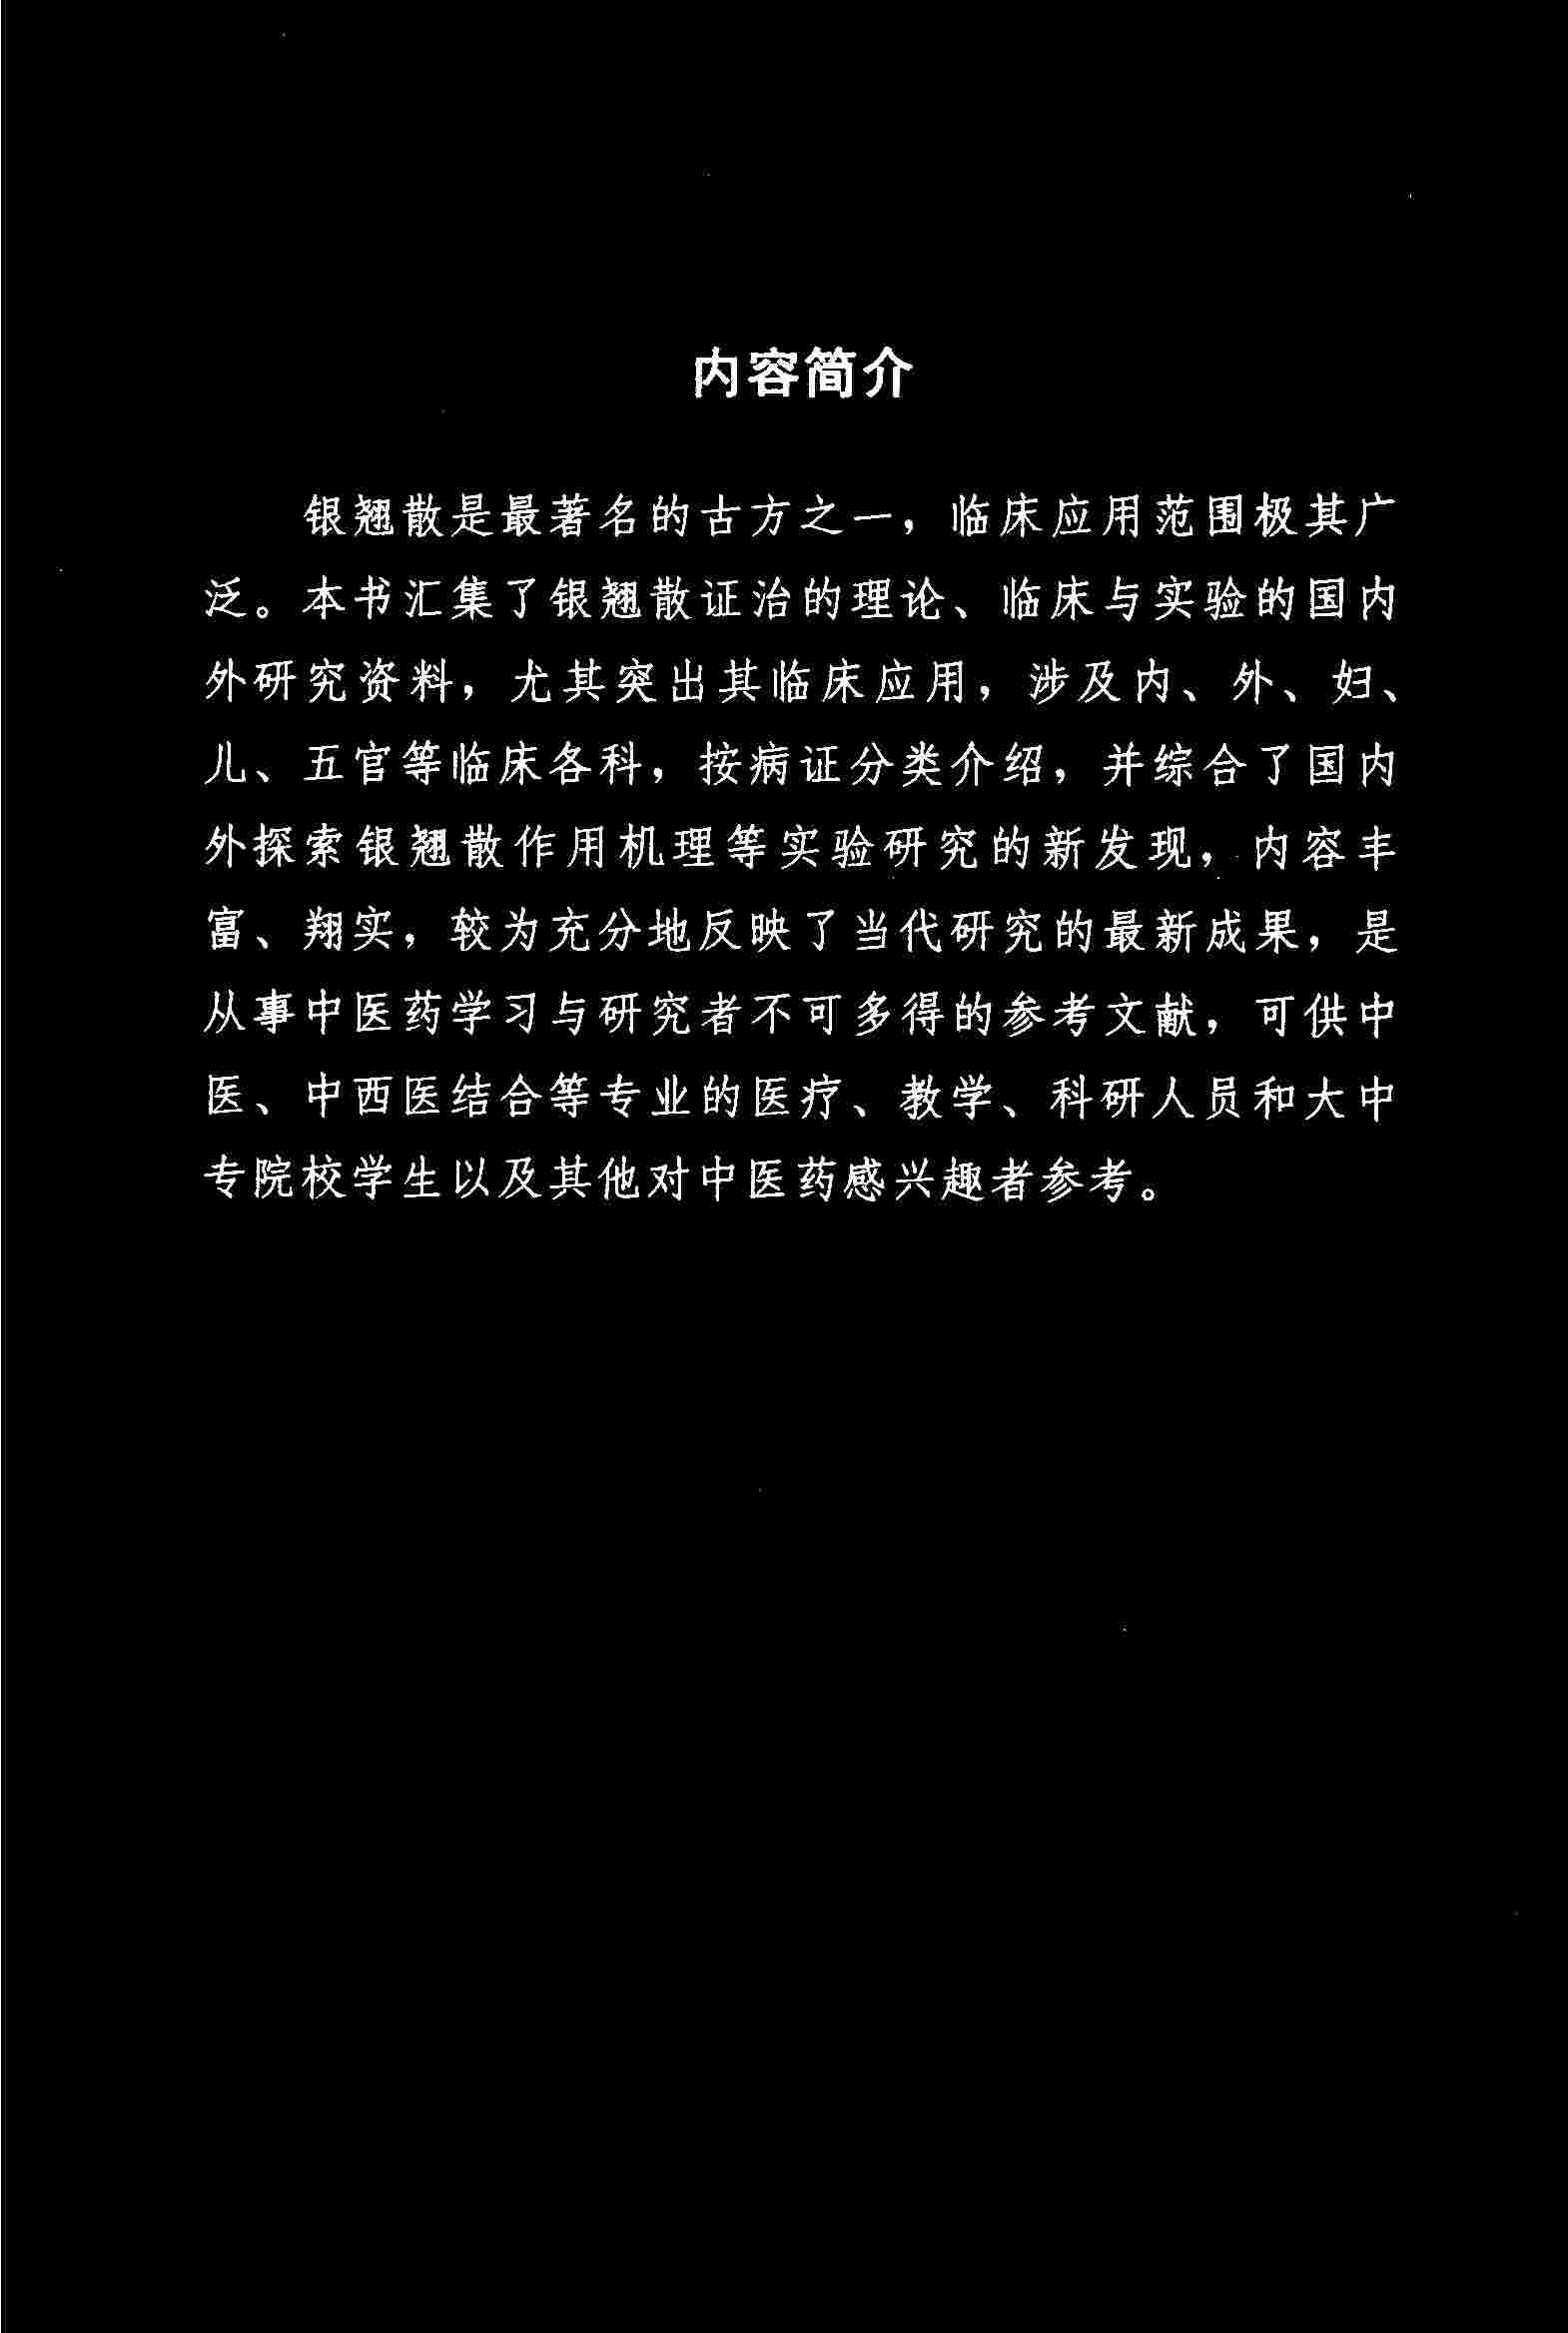 内容简介
银翘散是最著名的古方之一，临床应用范围极其广
泛。本书汇集了银翘散证治的理论、临床与实验的国内
外研究资料，尤其突出其临床应用，涉及内、外、妇、
儿、五官等临床各科，按病证分类介绍，并综合了国内
外探索银翘散作用机理等实验研究的新发现，内容丰
富、翔实，较为充分地反映了当代研究的最新成果，是
从事中医药学习与研究者不可多得的参考文献，可供中
医、中西医结合等专业的医疗、教学、科研人员和大中
专院校学生以及其他对中医药感兴趣者参考。